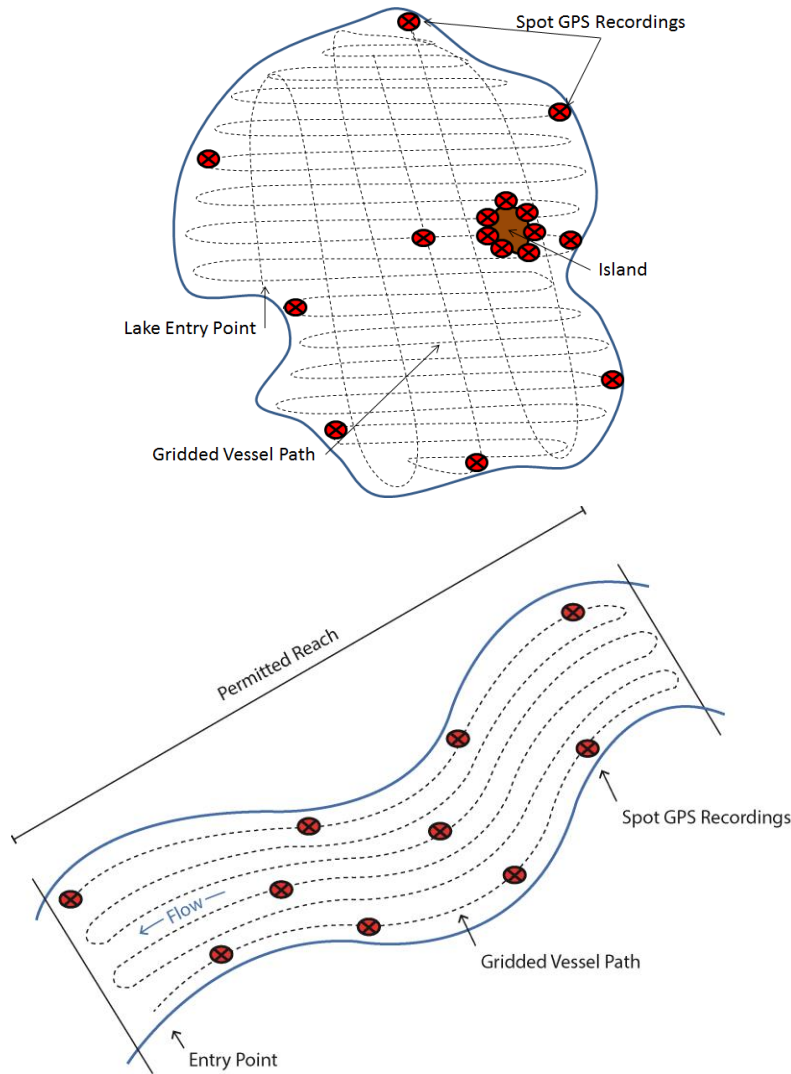 Spot GPS Recordings
Island
Lake Entry Point
Gridded Vessel Path
Permitted Reach
Spot GPS Recordings
Flow
Gridded Vessel Path
Entry Point